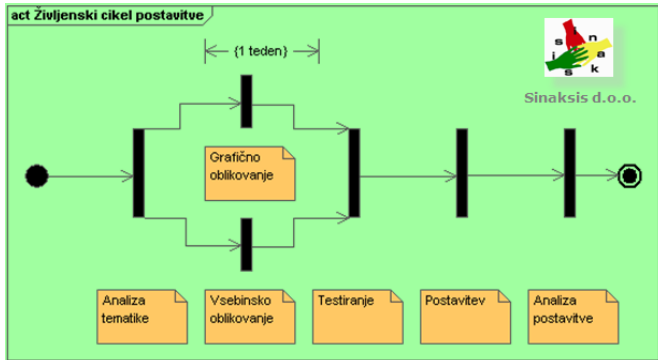 act Življenski cikel postavitve
{1 teden}
s i n a k s i s
Sinaksis d.o.o.
Grafično
oblikovanje
Analiza
tematike
Vsebinsko
oblikovanje
Testiranje
Postavitev
Analiza
postavitve